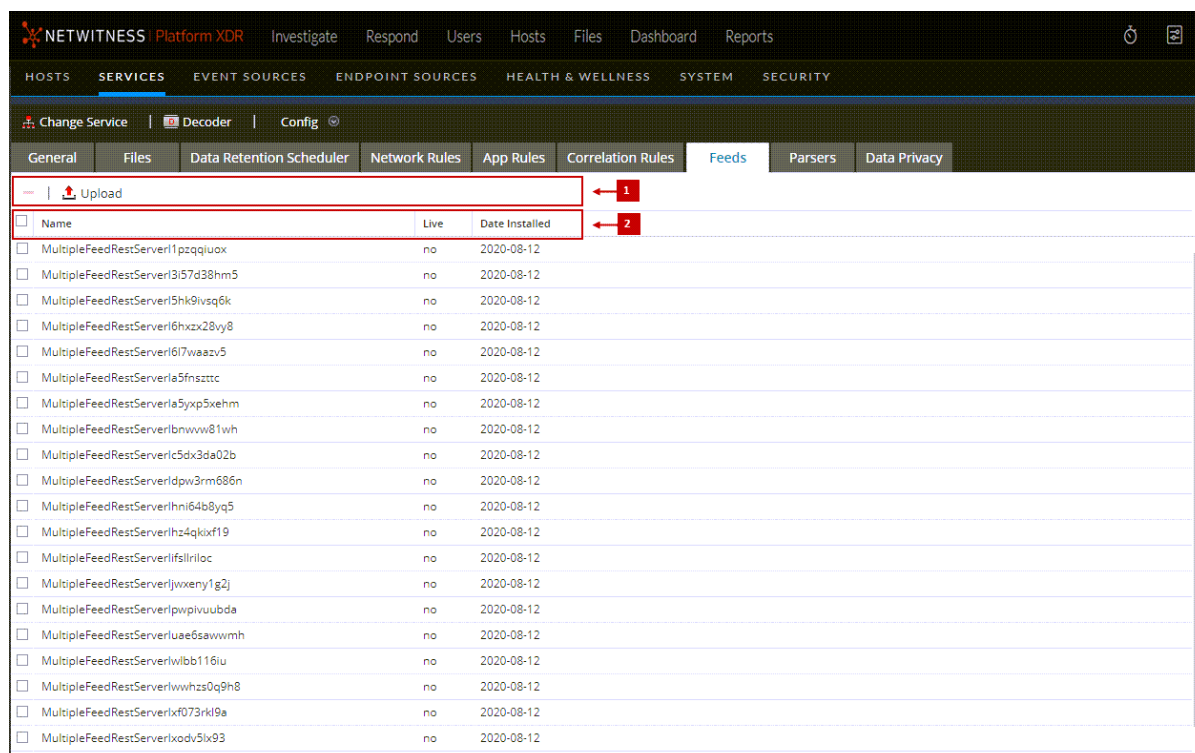 NETWITNESS Platform XDR Investigate Respond Users Hosts Files Dashboard Reports
HOSTS SERVICES EVENT SOURCES ENDPOINT SOURCES HEALTH & WELLNESS SYSTEM SECURITY
Change Service | D Decoder | Config
General Files Data Retention Scheduler Network Rules App Rules Correlation Rules Feeds Parsers Data Privacy
| Upload 1
Name Live Date Installed 2
MultipleFeedRestServerl1pzqqiuox no 2020-08-12
MultipleFeedRestServerl3i57d38hm5 no 2020-08-12
MultipleFeedRestServerl5hk9ivsq6k no 2020-08-12
MultipleFeedRestServerl6hxzx28vy8 no 2020-08-12
MultipleFeedRestServerl6l7waazv5 no 2020-08-12
MultipleFeedRestServerla5fnszttc no 2020-08-12
MultipleFeedRestServerla5yxp5xehm no 2020-08-12
MultipleFeedRestServerlbnwvw81wh no 2020-08-12
MultipleFeedRestServerlc5dx3da02b no 2020-08-12
MultipleFeedRestServerldpw3rm686n no 2020-08-12
MultipleFeedRestServerlhni64b8yq5 no 2020-08-12
MultipleFeedRestServerlhz4qkixf19 no 2020-08-12
MultipleFeedRestServerlifsllriloc no 2020-08-12
MultipleFeedRestServerljwxeny1g2j no 2020-08-12
MultipleFeedRestServerlpwpivuubda no 2020-08-12
MultipleFeedRestServerluae6sawwmh no 2020-08-12
MultipleFeedRestServerlwlbb116iu no 2020-08-12
MultipleFeedRestServerlwwhzs0q9h8 no 2020-08-12
MultipleFeedRestServerlxf073rkl9a no 2020-08-12
MultipleFeedRestServerlxodv5lx93 no 2020-08-12